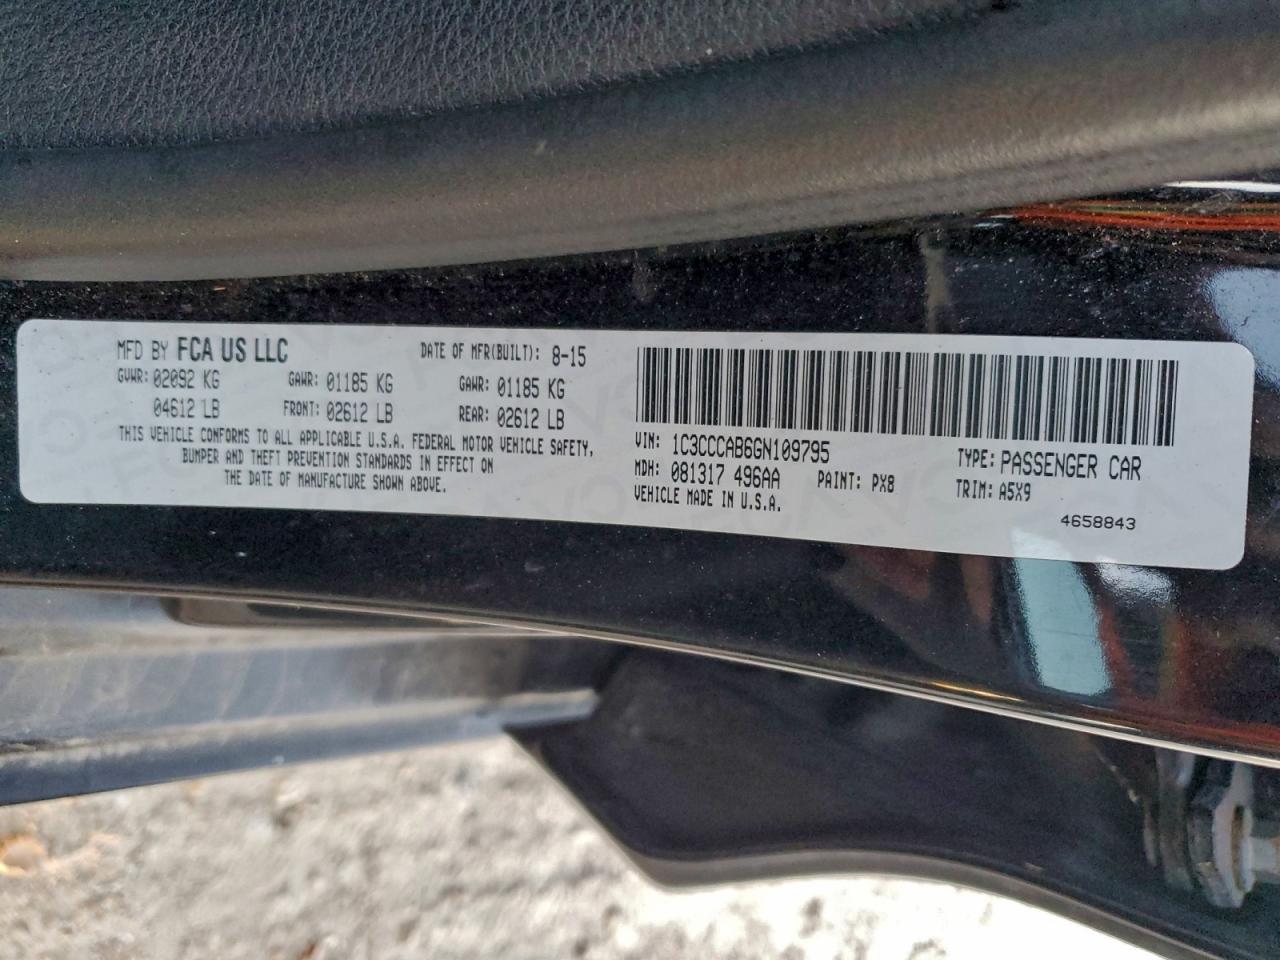 MFD BY FCA US LLC DATE OF MFR(BUILT): 8-15
GVWR: 02092 KG GAWR: 01185 KG GAWR: 01185 KG
04612 LB FRONT: 02612 LB REAR: 02612 LB
THIS VEHICLE CONFORMS TO ALL APPLICABLE U.S.A. FEDERAL MOTOR VEHICLE SAFETY,
BUMPER AND THEFT PREVENTION STANDARDS IN EFFECT ON
THE DATE OF MANUFACTURE SHOWN ABOVE.
VIN: 1C3CCCAB6GN109795 TYPE: PASSENGER CAR
MDH: 081317 496AA PAINT: PX8 TRIM: A5X9
VEHICLE MADE IN U.S.A.
4658843